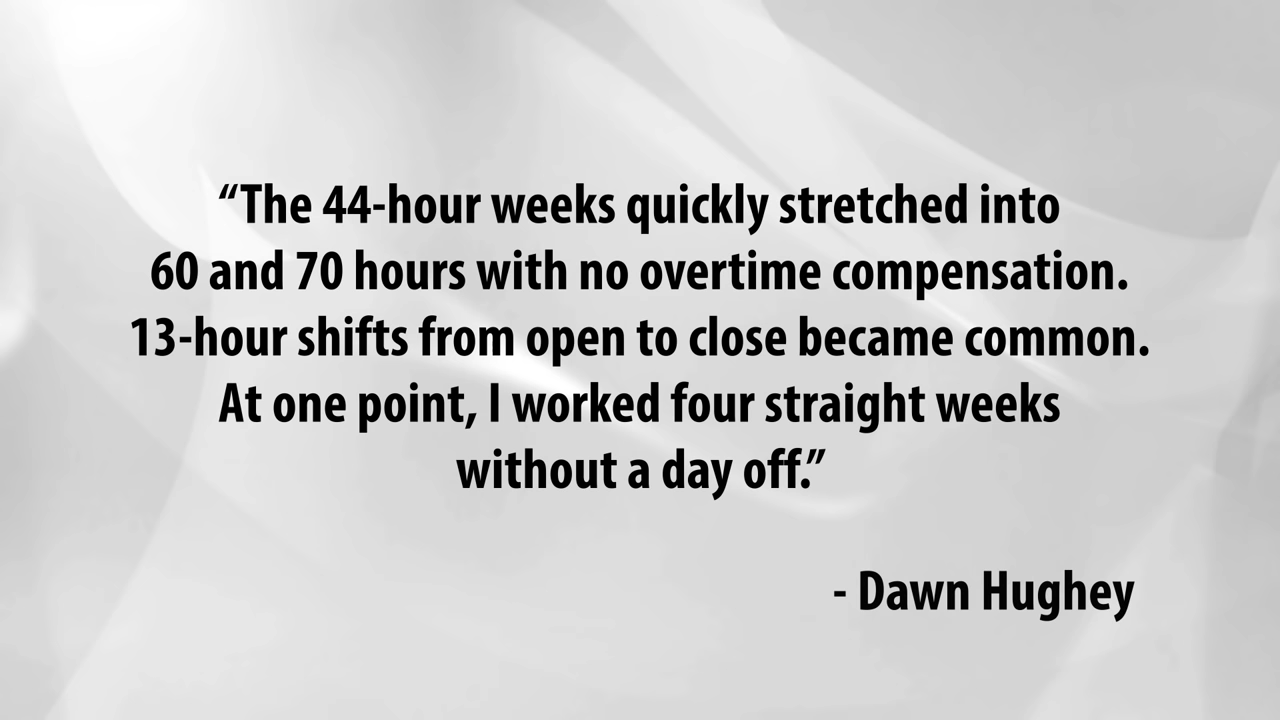 “The 44-hour weeks quickly stretched into
60 and 70 hours with no overtime compensation.
13-hour shifts from open to close became common.
At one point, I worked four straight weeks
without a day off.”
- Dawn Hughey